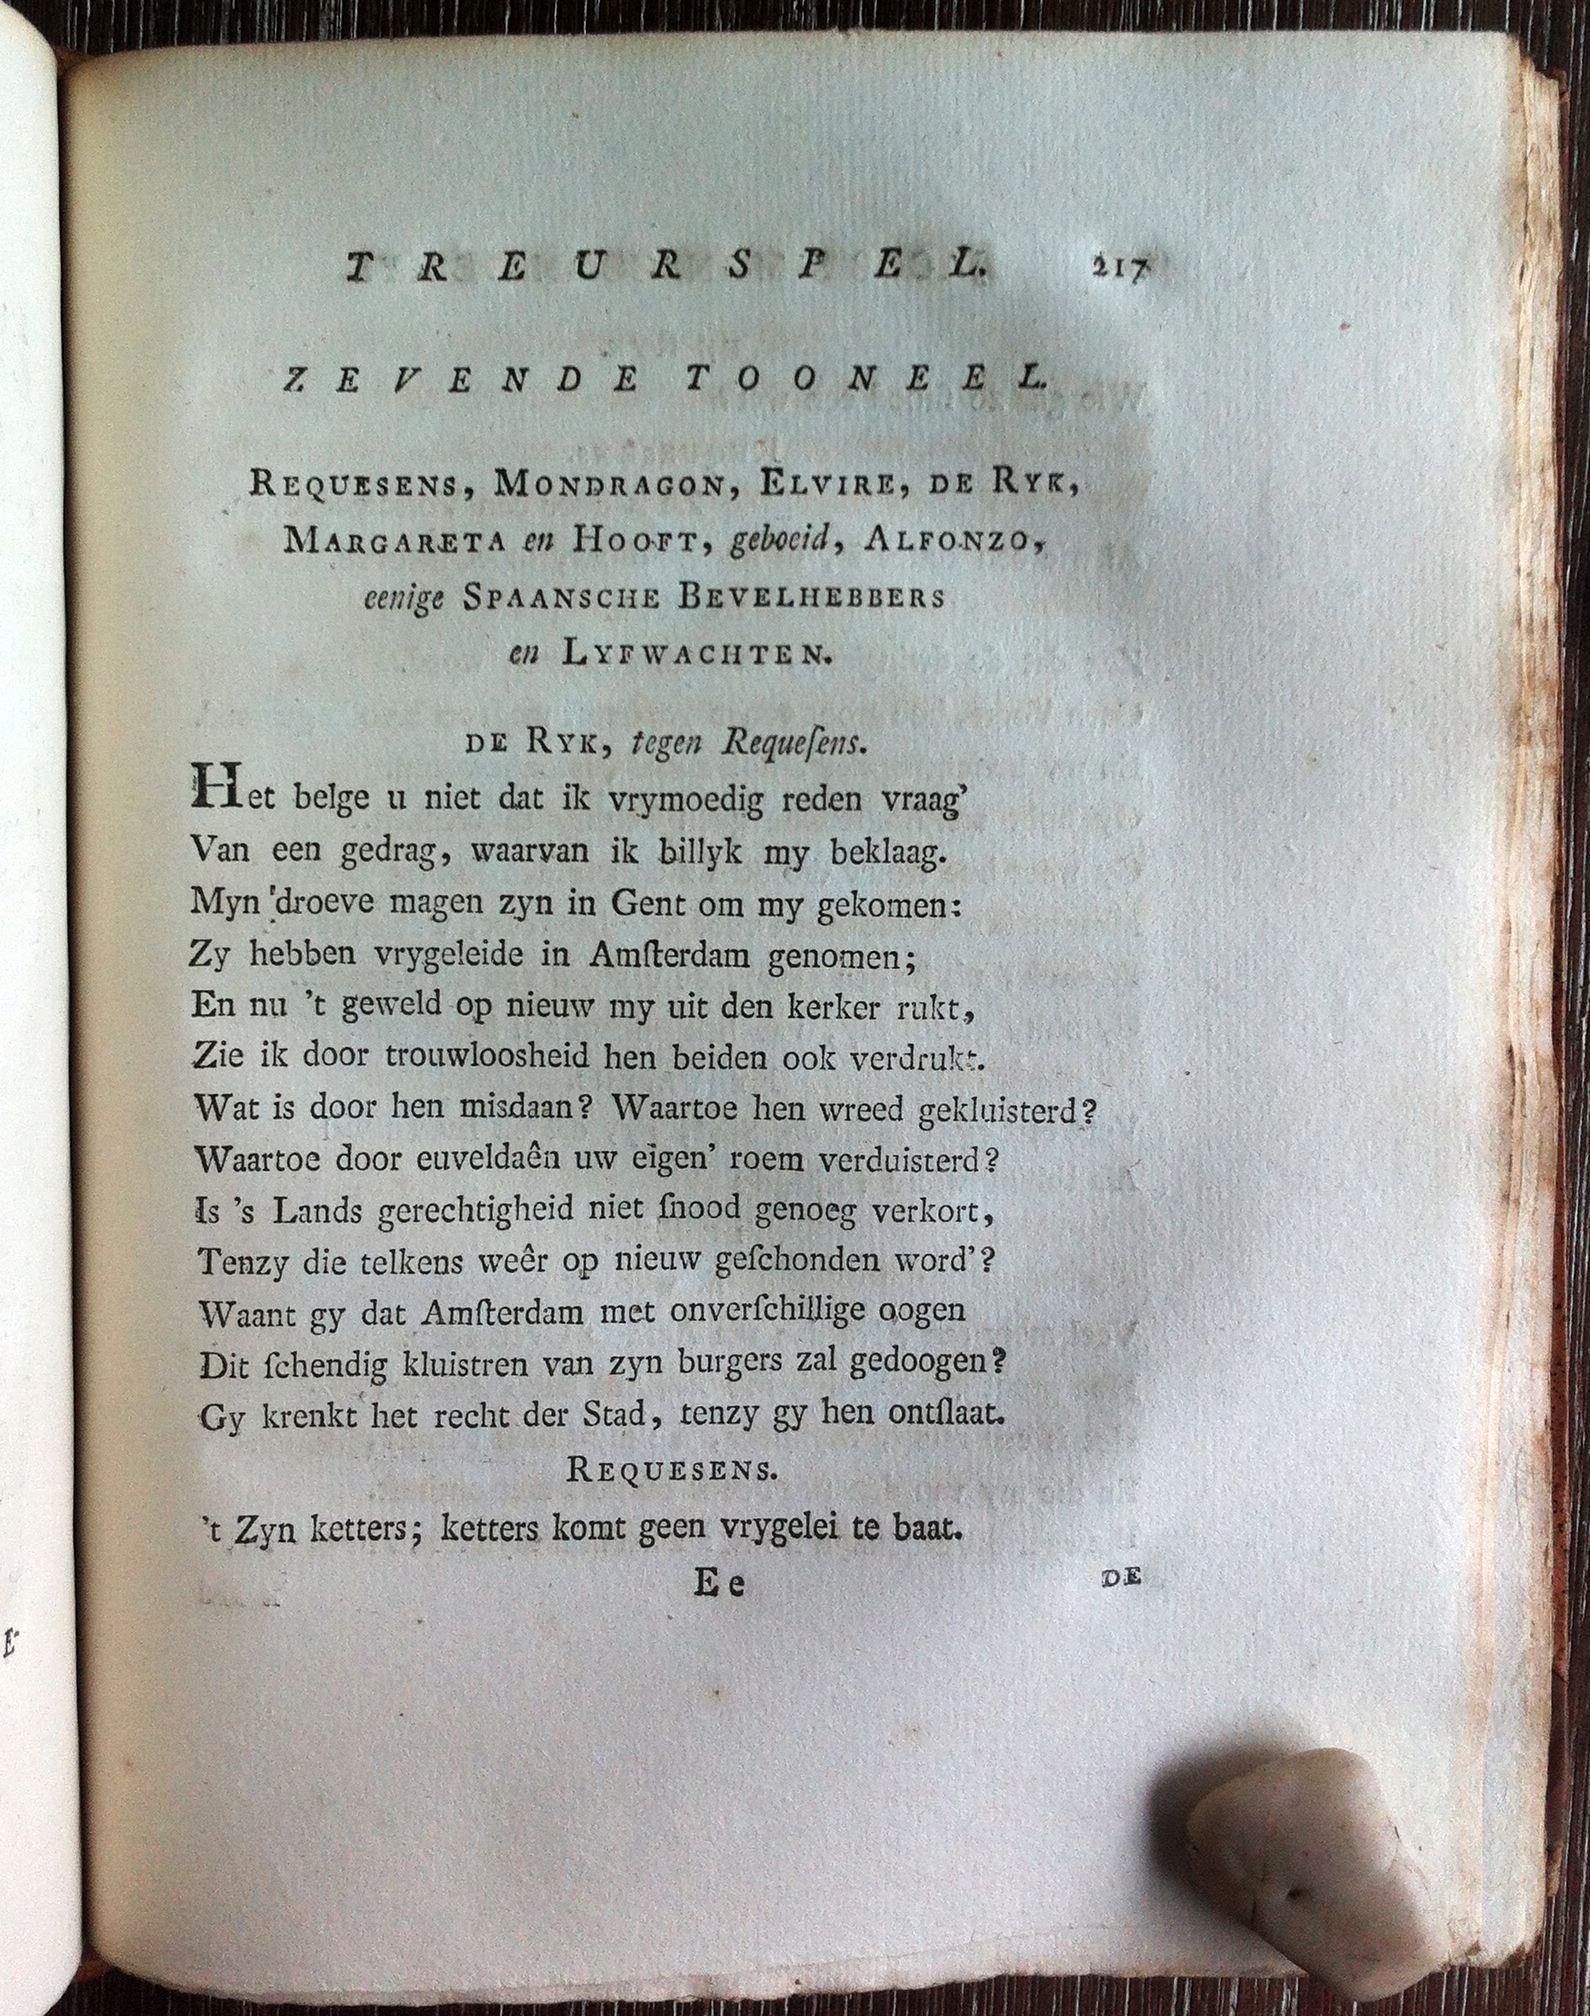 TREURSPEL. 217
ZEVENDE TOONEEL.
REQUESENS, MONDRAGON, ELVIRE, DE RYK,
MARGARETA en HOOFT, geboeid, ALFONZO,
eenige SPAANSCHE BEVELHEBBERS
en LYFWACHTEN.
DE RYK, tegen Requeſens.
Het belge u niet dat ik vrymoedig reden vraag'
Van een gedrag, waarvan ik billyk my beklaag.
Myn droeve magen zyn in Gent om my gekomen:
Zy hebben vrygeleide in Amſterdam genomen;
En nu 't geweld op nieuw my uit den kerker rukt,
Zie ik door trouwloosheid hen beiden ook verdrukt.
Wat is door hen misdaan? Waartoe hen wreed gekluisterd?
Waartoe door euveldaên uw eigen' roem verduisterd?
Is 's Lands gerechtigheid niet ſnood genoeg verkort,
Tenzy die telkens weêr op nieuw geſchonden word'?
Waant gy dat Amſterdam met onverſchillige oogen
Dit ſchendig kluistren van zyn burgers zal gedoogen?
Gy krenkt het recht der Stad, tenzy gy hen ontſlaat.
REQUESENS.
't Zyn ketters; ketters komt geen vrygelei te baat.
Ee DE
E